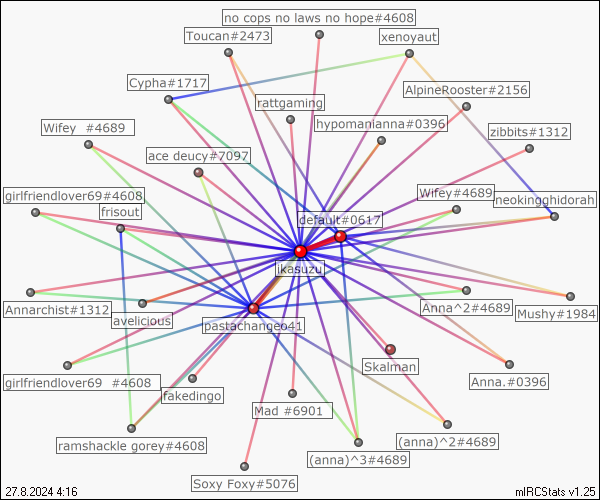 no cops no laws no hope#4608
Toucan#2473
xenoyaut
Cypha#1717
AlpineRooster#2156
rattgaming
Wifey  #4689
hypomanianna#0396
zibbits#1312
ace deucy#7097
girlfriendlover69#4608
Wifey#4689
neokingghidorah
frisout
default#0617
ikasuzu
Annarchist#1312
avelicious
pastachangeo41
Anna^2#4689
Mushy#1984
Skalman
girlfriendlover69  #4608
fakedingo
Anna.#0396
Mad #6901
ramshackle gorey#4608
(anna)^2#4689
(anna)^3#4689
Soxy Foxy#5076
27.8.2024 4:16
mIRCStats v1.25